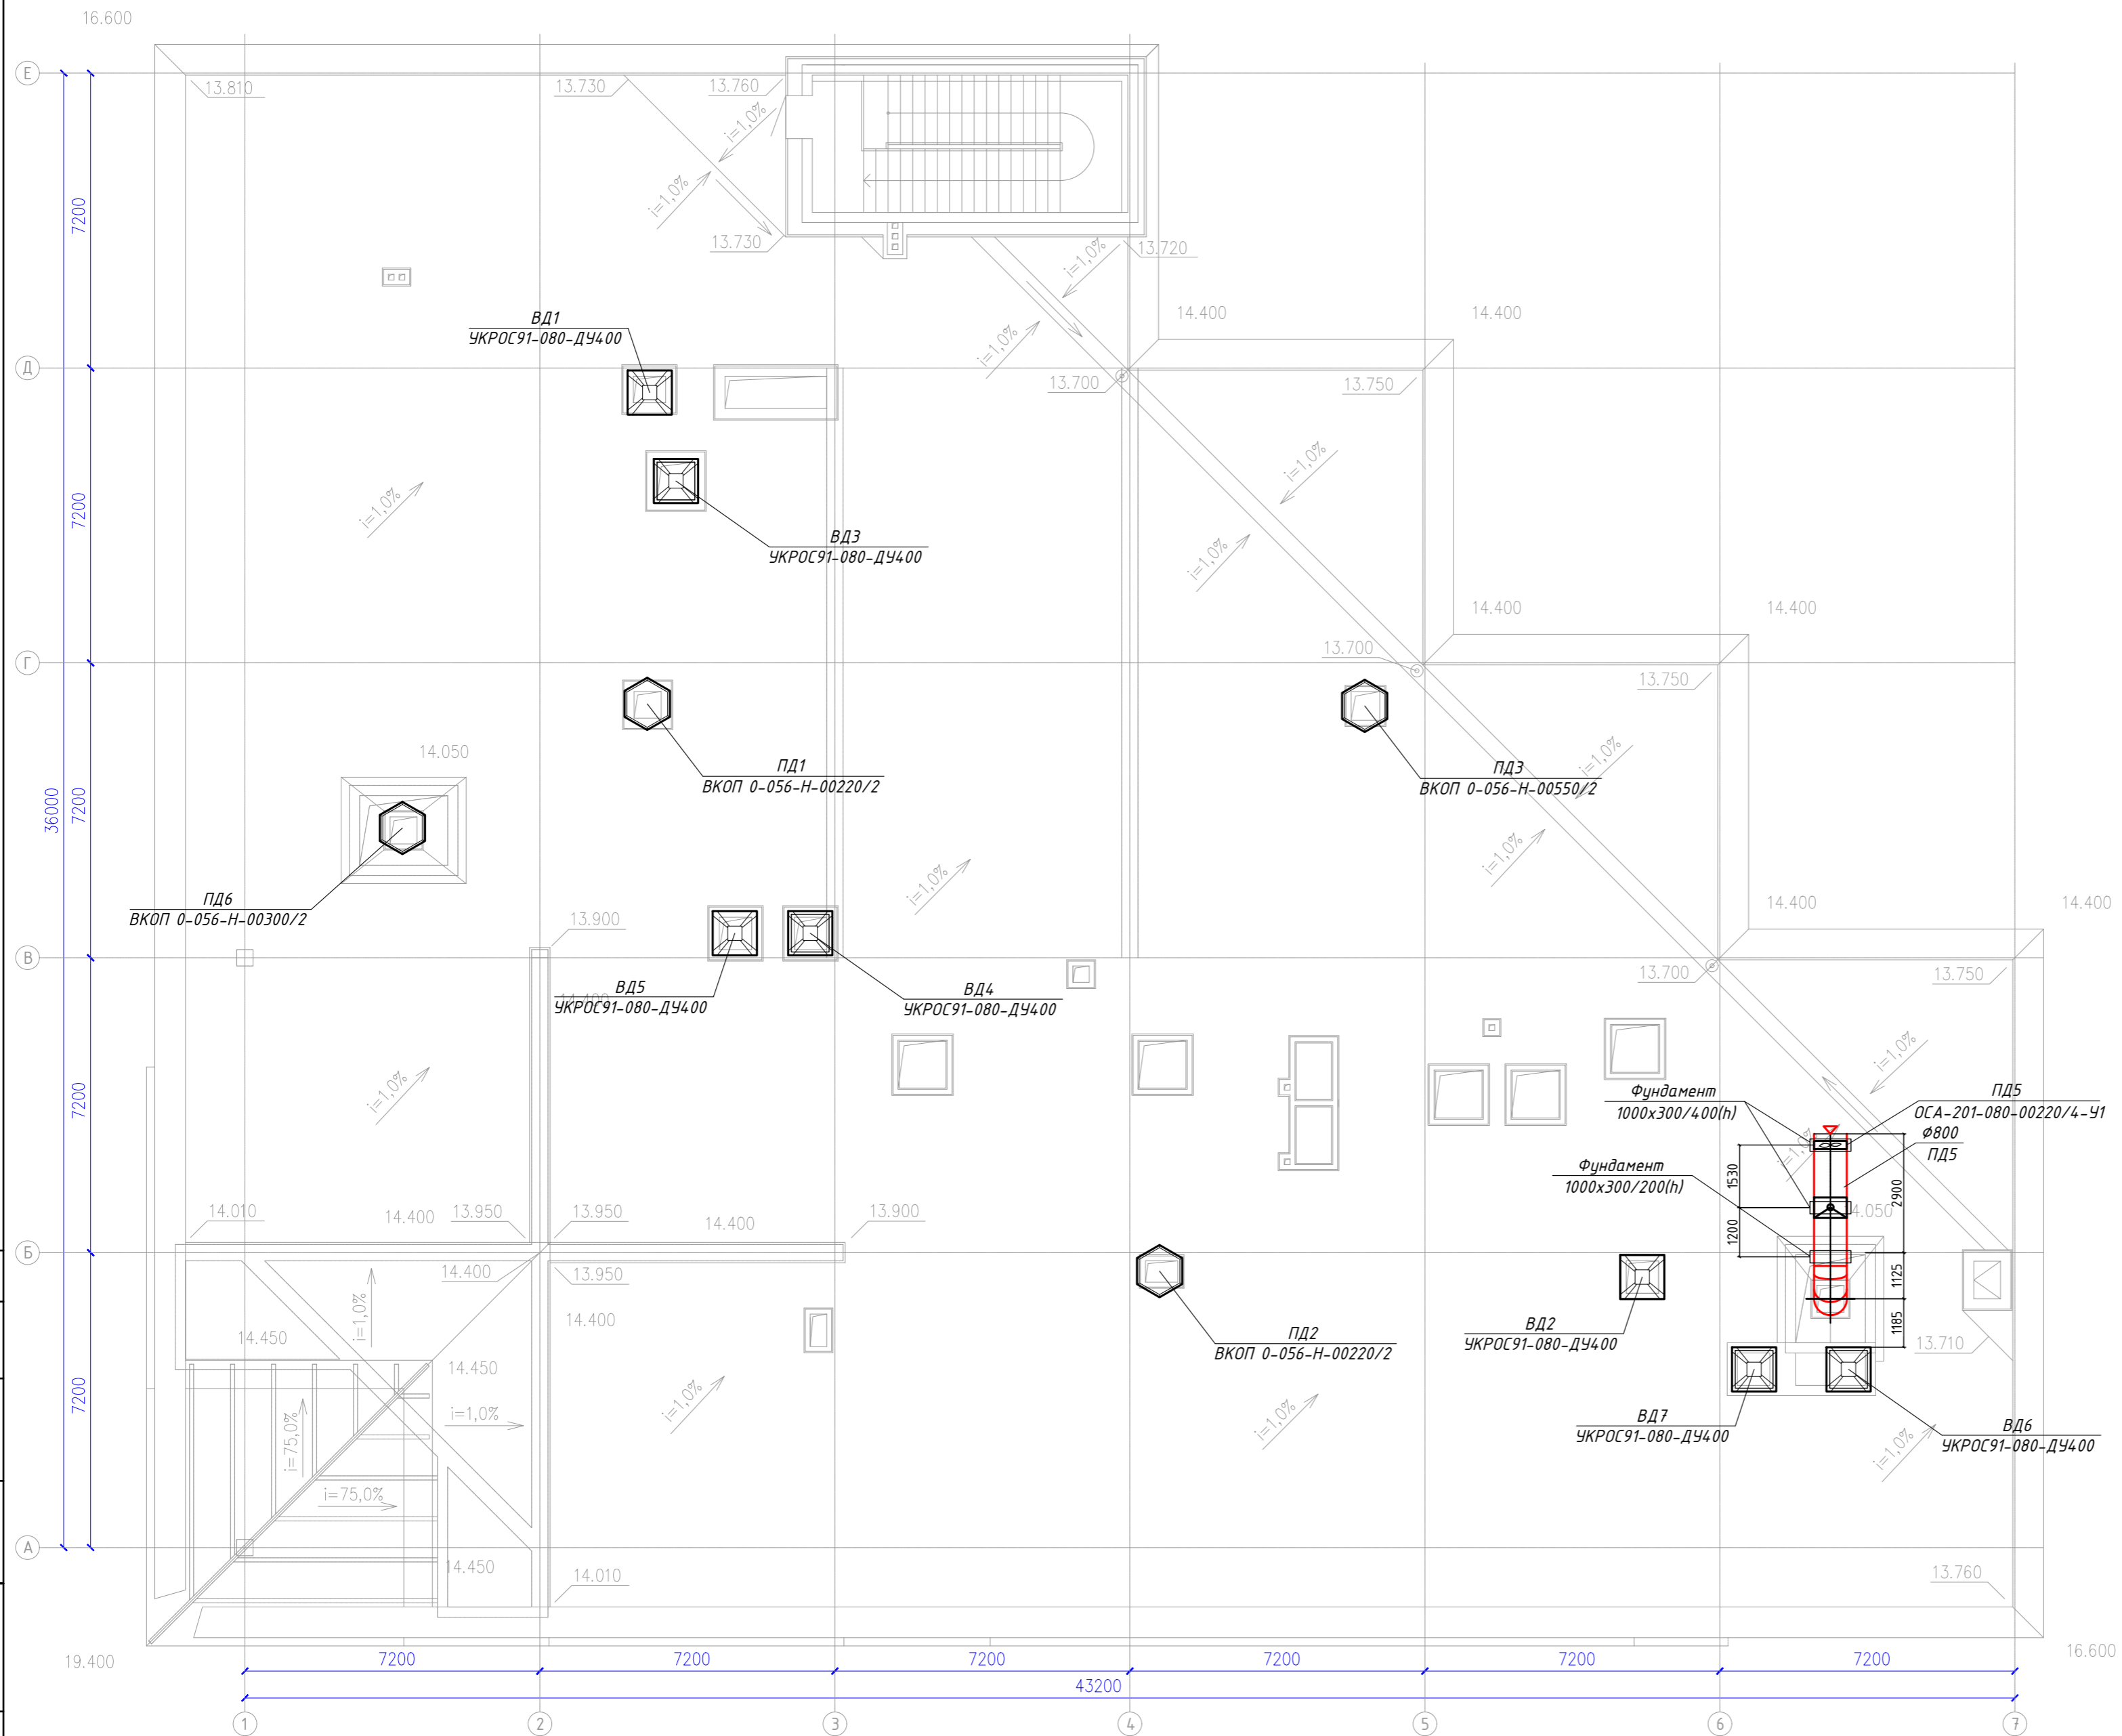 16.600
Е
13.810
13.730
13.760
i=1,0%
i=1,0%
7200
13.730
13.720
i=1,0%
14.400
14.400
ВД1
УКРОС91-080-ДУ400
i=1,0%
Д
13.700
13.750
i=1,0%
i=1,0%
7200
ВД3
УКРОС91-080-ДУ400
i=1,0%
14.400
14.400
Г
13.700
13.750
14.050
i=1,0%
ПД1
ВКОП 0-056-Н-00220/2
ПД3
ВКОП 0-056-Н-00550/2
36000
7200
i=1,0%
i=1,0%
ПД6
ВКОП 0-056-Н-00300/2
13.900
14.400
14.400
В
13.700
13.750
14.400
ВД5
УКРОС91-080-ДУ400
ВД4
УКРОС91-080-ДУ400
i=1,0%
i=1,0%
7200
Фундамент
1000х300/400(h)
ПД5
ОСА-201-080-00220/4-У1
Ф800
ПД5
i=1,0%
Фундамент
1000х300/200(h)
1530
2900
1200
14.010
14.400
13.950
13.950
14.400
13.900
4.050
Б
14.400
13.950
1125
i=1,0%
14.450
14.400
ПД2
ВКОП 0-056-Н-00220/2
ВД2
УКРОС91-080-ДУ400
1185
13.710
14.450
7200
i=1,0%
i=1,0%
i=75,0%
i=1,0%
i=1,0%
ВД7
УКРОС91-080-ДУ400
ВД6
УКРОС91-080-ДУ400
i=1,0%
i=75,0%
А
14.450
14.010
13.760
19.400
7200
7200
7200
7200
7200
7200
16.600
43200
1
2
3
4
5
6
7